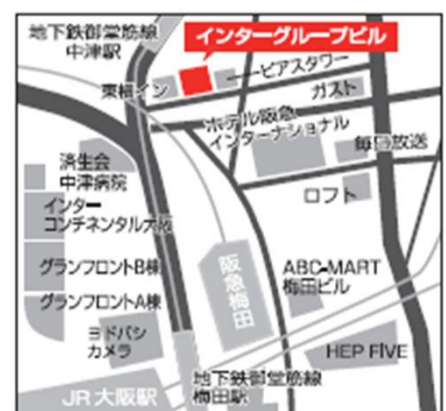 地下鉄御堂筋線
中津駅
インターグループビル
東横イン
ピアスタワー
ガスト
ホテル阪急
インターナショナル
毎日放送
済生会
中津病院
ロフト
インター
コンチネンタル大阪
グランフロントB棟
阪急梅田
ABC-MART
梅田ビル
グランフロントA棟
ヨドバシ
カメラ
HEP FIVE
地下鉄御堂筋線
梅田駅
JR大阪駅